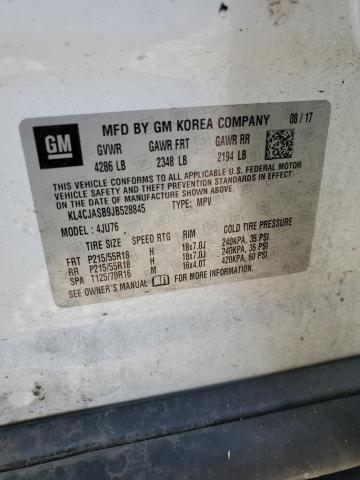 GM MFD BY GM KOREA COMPANY 08/17
GVWR GAWR FRT GAWR RR
4286 LB 2348 LB 2194 LB
THIS VEHICLE CONFORMS TO ALL APPLICABLE U.S. FEDERAL MOTOR
VEHICLE SAFETY, BUMPER, AND THEFT PREVENTION STANDARDS IN
EFFECT ON THE DATE OF MANUFACTURE SHOWN ABOVE.
KL4CJASB9JB528845 TYPE: MPV
MODEL: 4JU76
TIRE SIZE SPEED RTG RIM COLD TIRE PRESSURE
FRT P215/55R18 H 18x7.0J 240KPA, 35 PSI
RR P215/55R18 H 18x7.0J 240KPA, 35 PSI
SPA T125/70R16 M 16x4.0T 420KPA, 60 PSI
SEE OWNER'S MANUAL FOR MORE INFORMATION.